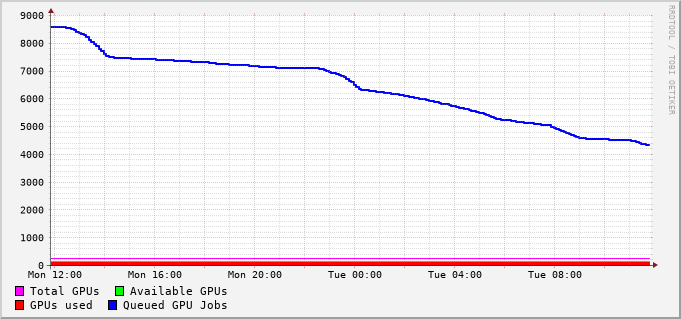 RRDTOOL / TOBI OETIKER
9000
8000
7000
6000
5000
4000
3000
2000
1000
0
Mon 12:00 Mon 16:00 Mon 20:00 Tue 00:00 Tue 04:00 Tue 08:00
Total GPUs Available GPUs
GPUs used Queued GPU Jobs